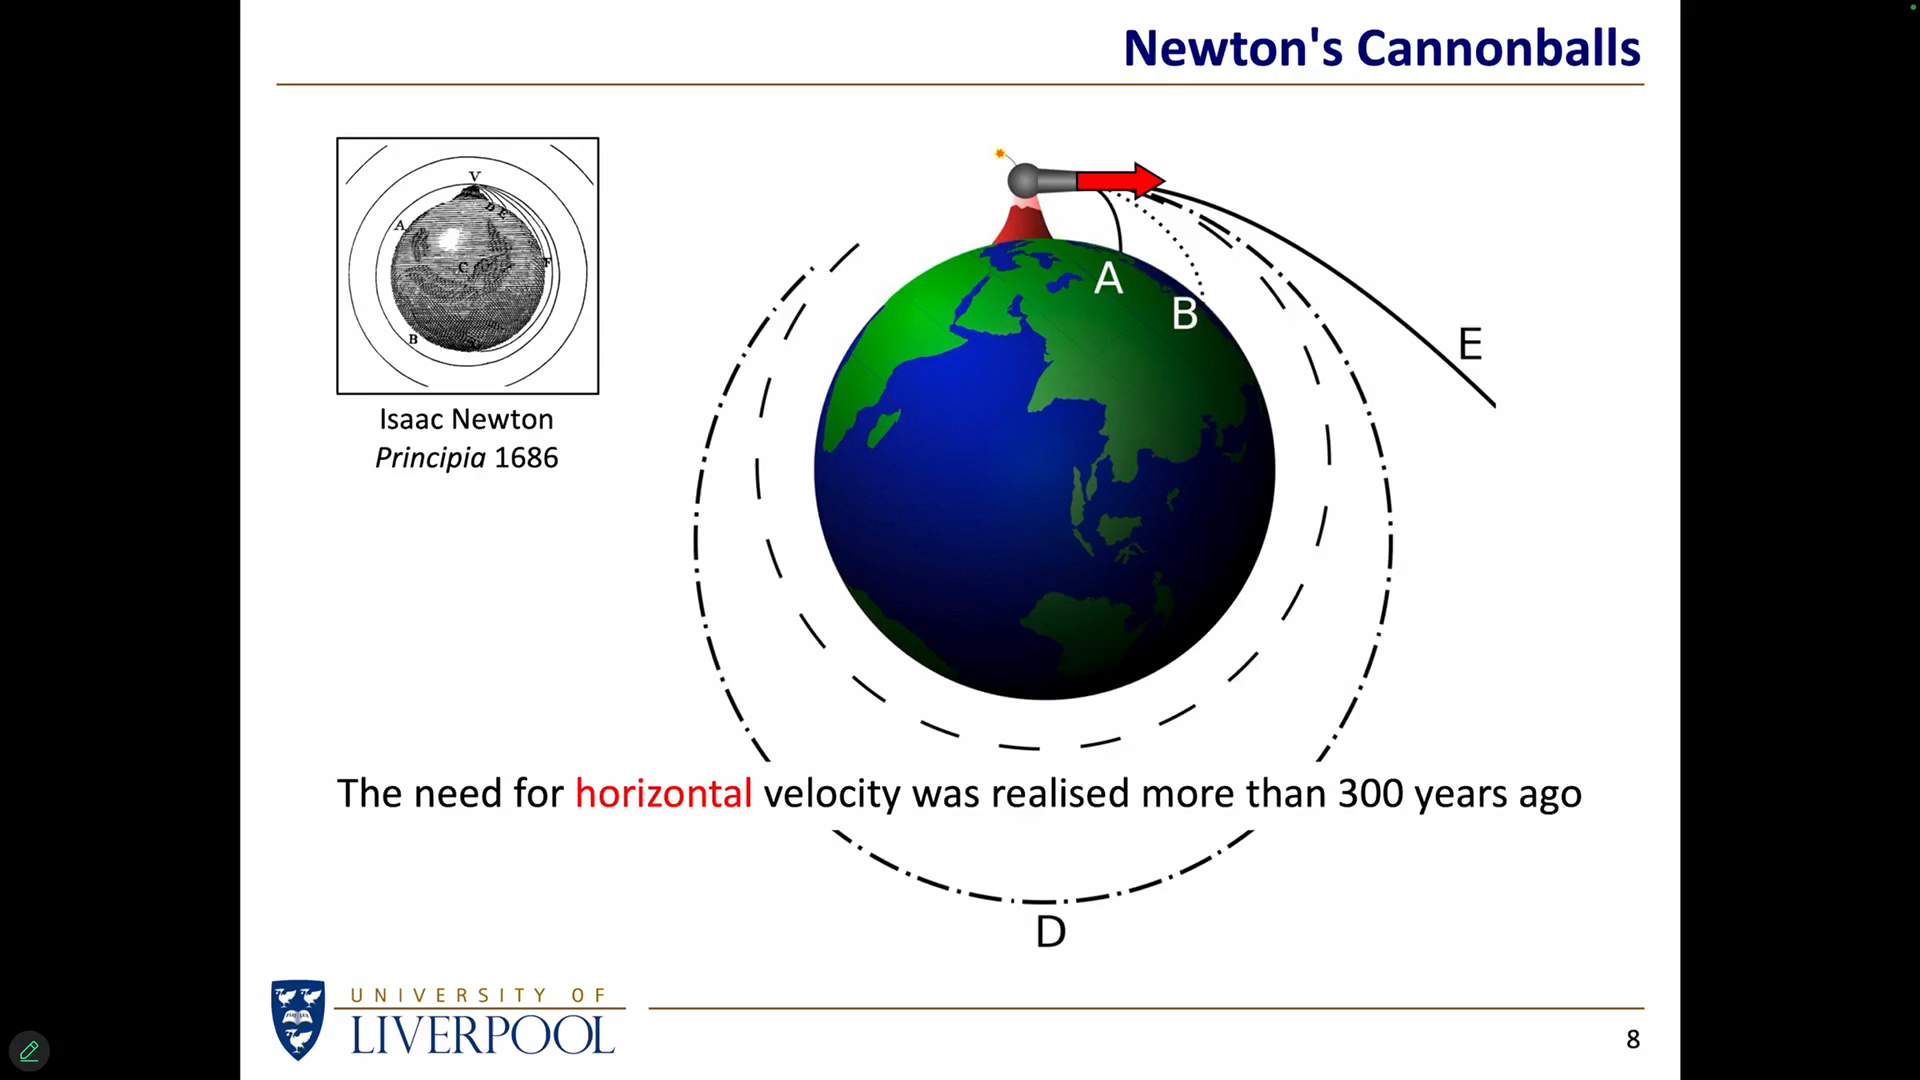 Newton's Cannonballs
V
D E
A
F
C
B
Isaac Newton
Principia 1686
A
B
E
The need for horizontal velocity was realised more than 300 years ago
D
UNIVERSITY OF
LIVERPOOL
8